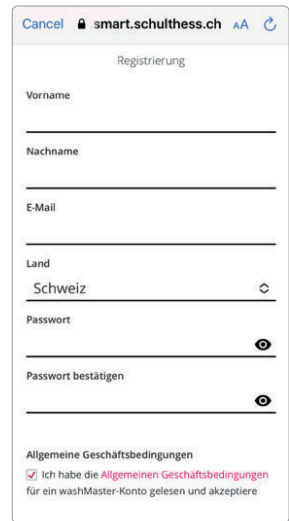 Cancel smart.schulthess.ch AA
Registrierung
Vorname
Nachname
E-Mail
Land
Schweiz
Passwort
Passwort bestätigen
Allgemeine Geschäftsbedingungen
Ich habe die Allgemeinen Geschäftsbedingungen
für ein washMaster-Konto gelesen und akzeptiere